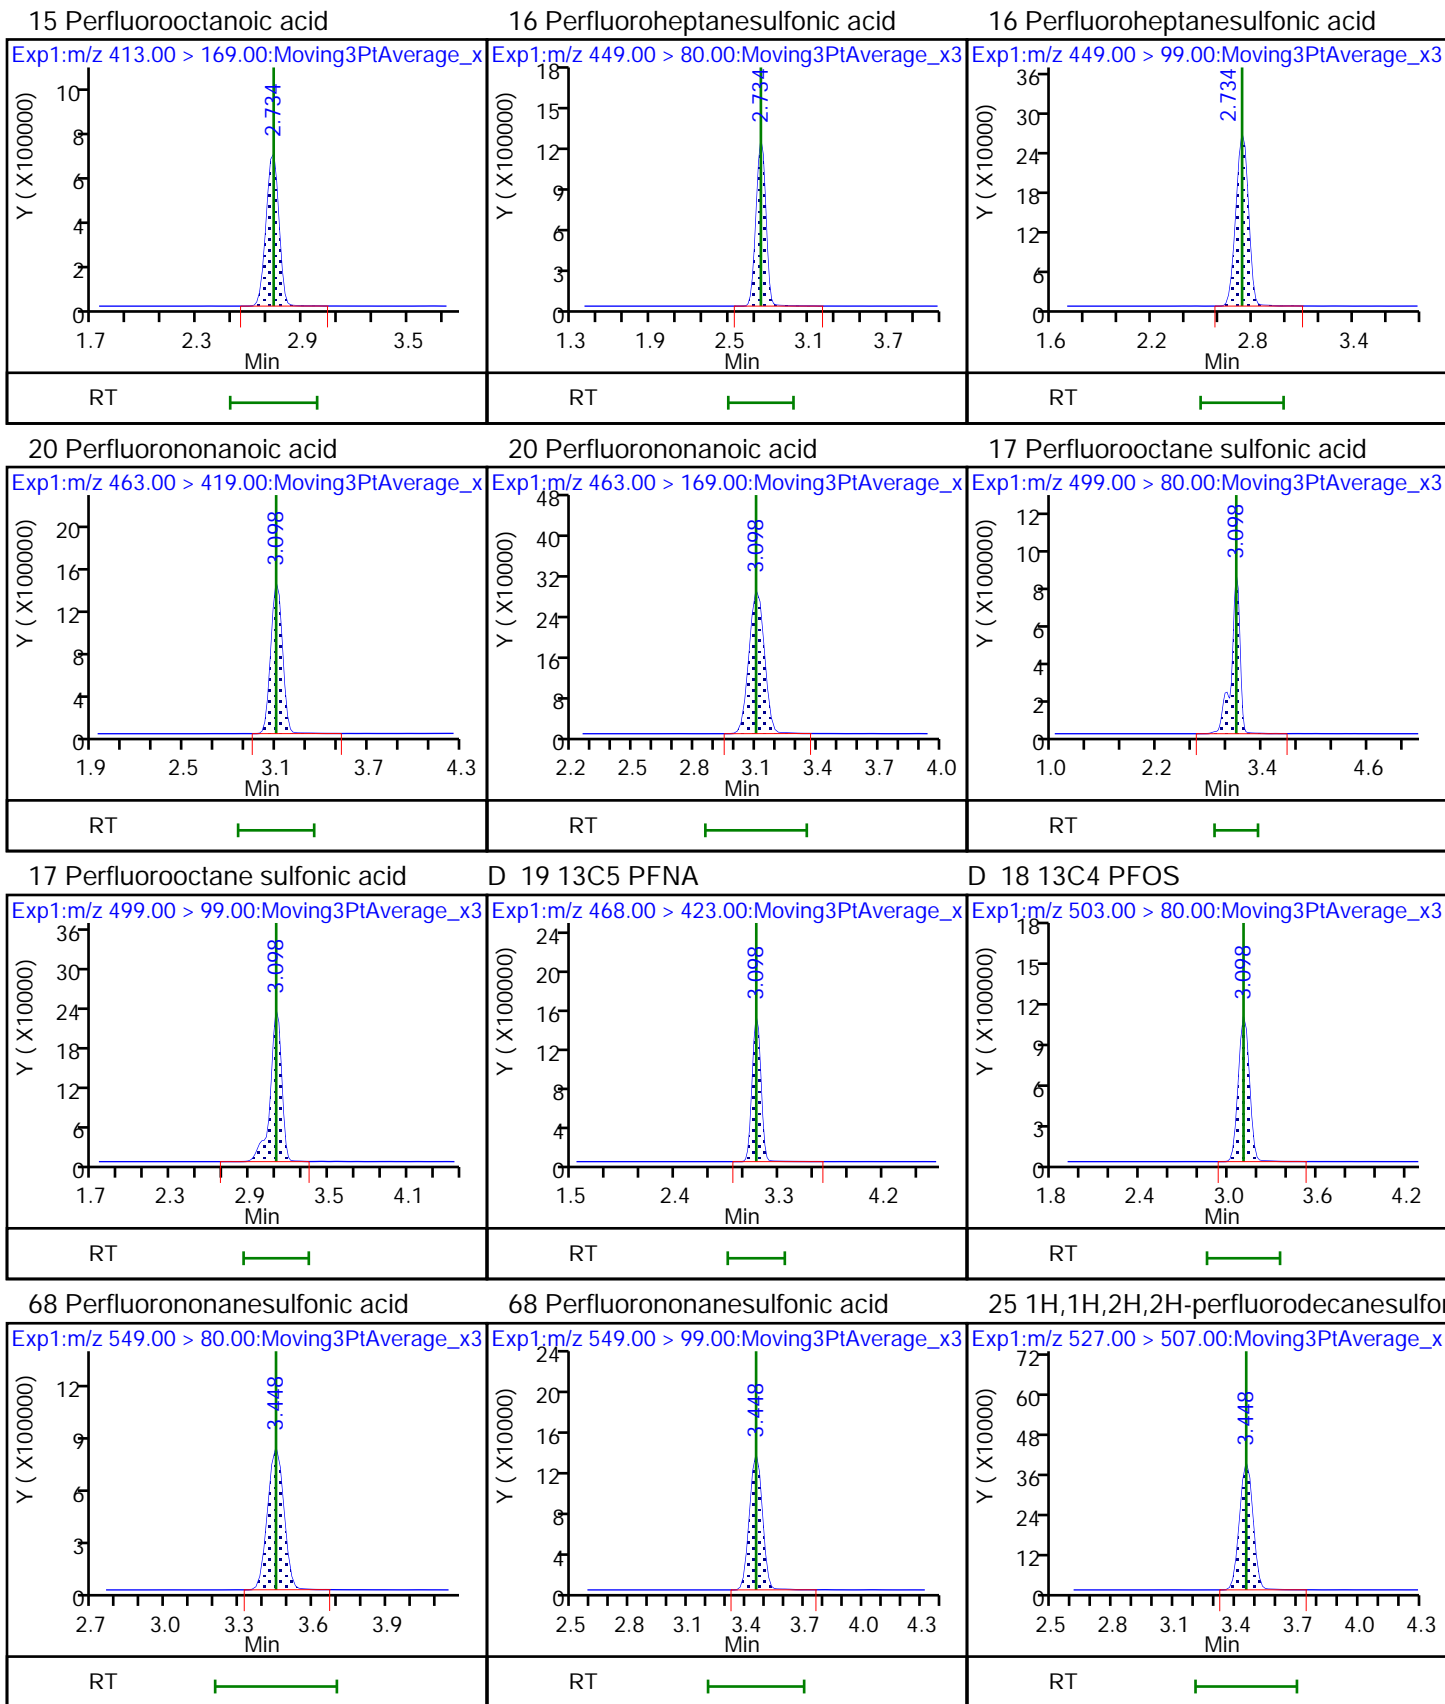 15 Perfluorooctanoic acid
Exp1:m/z 413.00 > 169.00:Moving3PtAverage_x
Y ( X100000)
10
8
6
4
2
0
2.734
1.7 2.3 2.9 3.5
Min
RT
16 Perfluoroheptanesulfonic acid
Exp1:m/z 449.00 > 80.00:Moving3PtAverage_x3
Y ( X100000)
18
15
12
9
6
3
0
2.734
1.3 1.9 2.5 3.1 3.7
Min
RT
16 Perfluoroheptanesulfonic acid
Exp1:m/z 449.00 > 99.00:Moving3PtAverage_x3
Y ( X10000)
36
30
24
18
12
6
0
2.734
1.6 2.2 2.8 3.4
Min
RT
20 Perfluorononanoic acid
Exp1:m/z 463.00 > 419.00:Moving3PtAverage_x
Y ( X100000)
20
16
12
8
4
0
3.098
1.9 2.5 3.1 3.7 4.3
Min
RT
20 Perfluorononanoic acid
Exp1:m/z 463.00 > 169.00:Moving3PtAverage_x
Y ( X10000)
48
40
32
24
16
8
0
3.098
2.2 2.5 2.8 3.1 3.4 3.7 4.0
Min
RT
17 Perfluorooctane sulfonic acid
Exp1:m/z 499.00 > 80.00:Moving3PtAverage_x3
Y ( X100000)
12
10
8
6
4
2
0
3.098
1.0 2.2 3.4 4.6
Min
RT
17 Perfluorooctane sulfonic acid
Exp1:m/z 499.00 > 99.00:Moving3PtAverage_x3
Y ( X10000)
36
30
24
18
12
6
0
3.098
1.7 2.3 2.9 3.5 4.1
Min
RT
D 19 13C5 PFNA
Exp1:m/z 468.00 > 423.00:Moving3PtAverage_x
Y ( X100000)
24
20
16
12
8
4
0
3.098
1.5 2.4 3.3 4.2
Min
RT
D 18 13C4 PFOS
Exp1:m/z 503.00 > 80.00:Moving3PtAverage_x3
Y ( X100000)
15
12
9
6
3
0
18
3.098
1.8 2.4 3.0 3.6 4.2
Min
RT
68 Perfluorononanesulfonic acid
Exp1:m/z 549.00 > 80.00:Moving3PtAverage_x3
Y ( X100000)
12
9
6
3
0
3.448
2.7 3.0 3.3 3.6 3.9
Min
RT
68 Perfluorononanesulfonic acid
Exp1:m/z 549.00 > 99.00:Moving3PtAverage_x3
Y ( X10000)
24
20
16
12
8
4
0
3.448
2.5 2.8 3.1 3.4 3.7 4.0 4.3
Min
RT
25 1H,1H,2H,2H-perfluorodecanesulfor
Exp1:m/z 527.00 > 507.00:Moving3PtAverage_x
Y ( X10000)
72
60
48
36
24
12
0
3.448
2.5 2.8 3.1 3.4 3.7 4.0 4.3
Min
RT